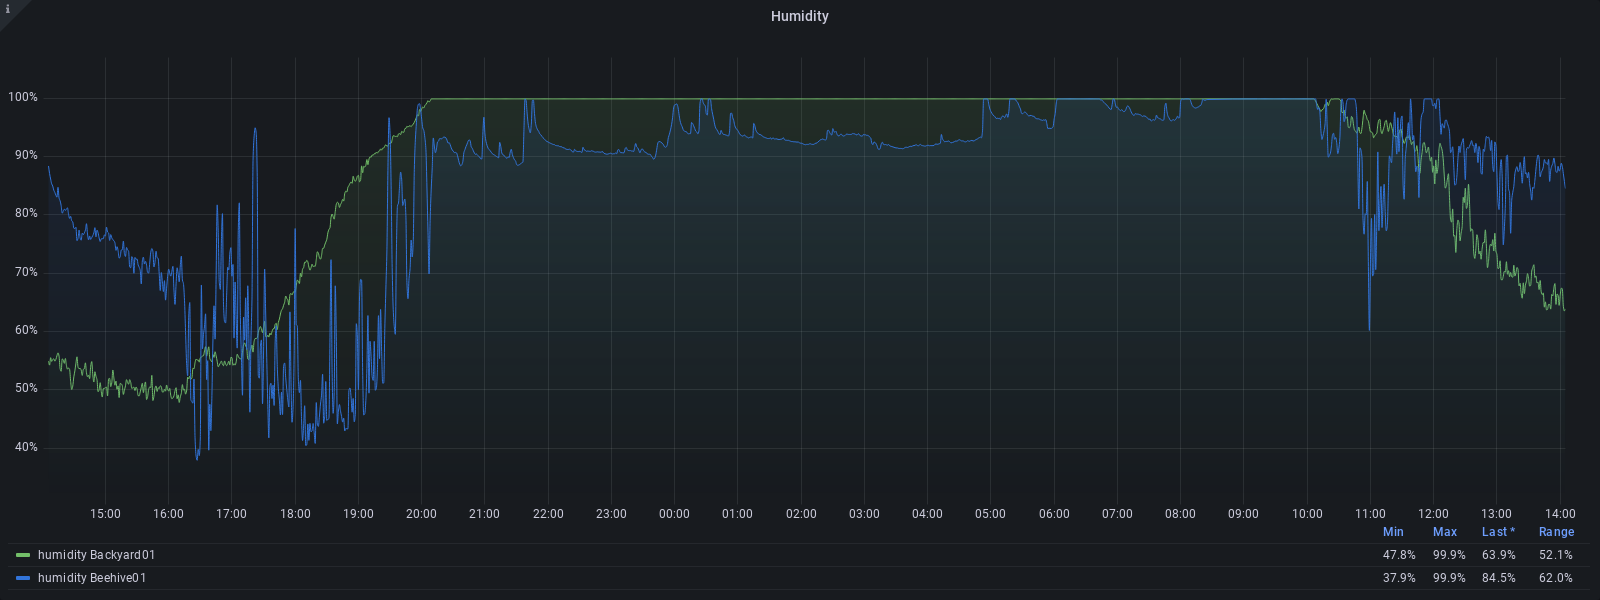 i
Humidity
100%
90%
80%
70%
60%
50%
40%
15:00 16:00 17:00 18:00 19:00 20:00 21:00 22:00 23:00 00:00 01:00 02:00 03:00 04:00 05:00 06:00 07:00 08:00 09:00 10:00 11:00 12:00 13:00 14:00
Min Max Last * Range
humidity Backyard01 47.8% 99.9% 63.9% 52.1%
humidity Beehive01 37.9% 99.9% 84.5% 62.0%